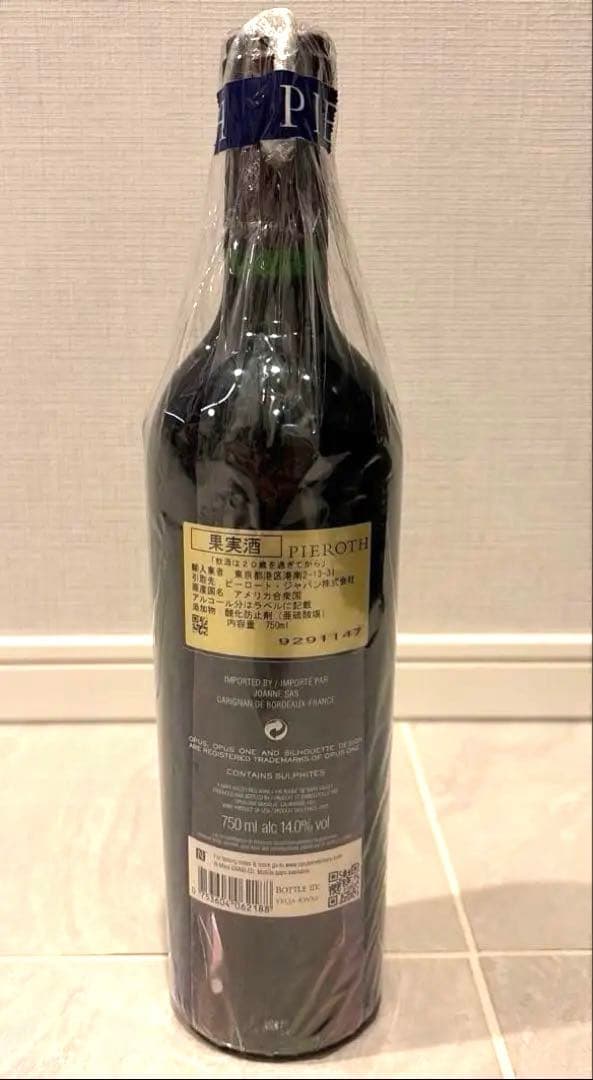 H PIE
果実酒 PIEROTH
「飲酒は20歳を過ぎてから」
輸入業者 東京都港区港南2-13-31
引取先 ピーロート・ジャパン株式会社
原産国名 アメリカ合衆国
アルコール分はラベルに記載
添加物 酸化防止剤(亜硫酸塩)
内容量 750ml
9291147
IMPORTED BY / IMPORTÉ PAR
JOANNE SAS
CARIGNAN DE BORDEAUX-FRANCE
OPUS, OPUS ONE AND SILHOUETTE DESIGN
ARE REGISTERED TRADEMARKS OF OPUS ONE
CONTAINS SULPHITES
750 ml alc 14.0% vol
BOTTLE ID:
0 753604 062188